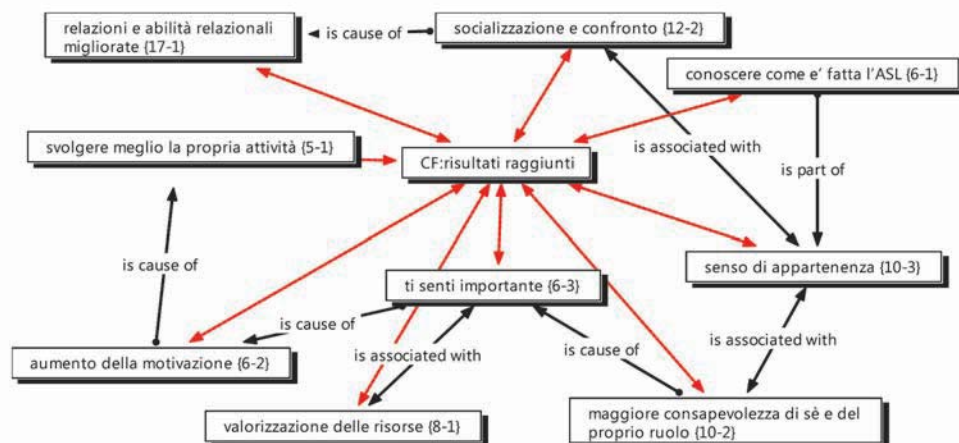 relazioni e abilità relazionali
migliorate {17-1}
is cause of
socializzazione e confronto {12-2}
conoscere come e' fatta l'ASL {6-1}
svolgere meglio la propria attività {5-1}
CF:risultati raggiunti
is associated with
is part of
is cause of
senso di appartenenza {10-3}
ti senti importante {6-3}
is cause of
is associated with
is cause of
is associated with
aumento della motivazione {6-2}
valorizzazione delle risorse {8-1}
maggiore consapevolezza di sè e del
proprio ruolo {10-2}